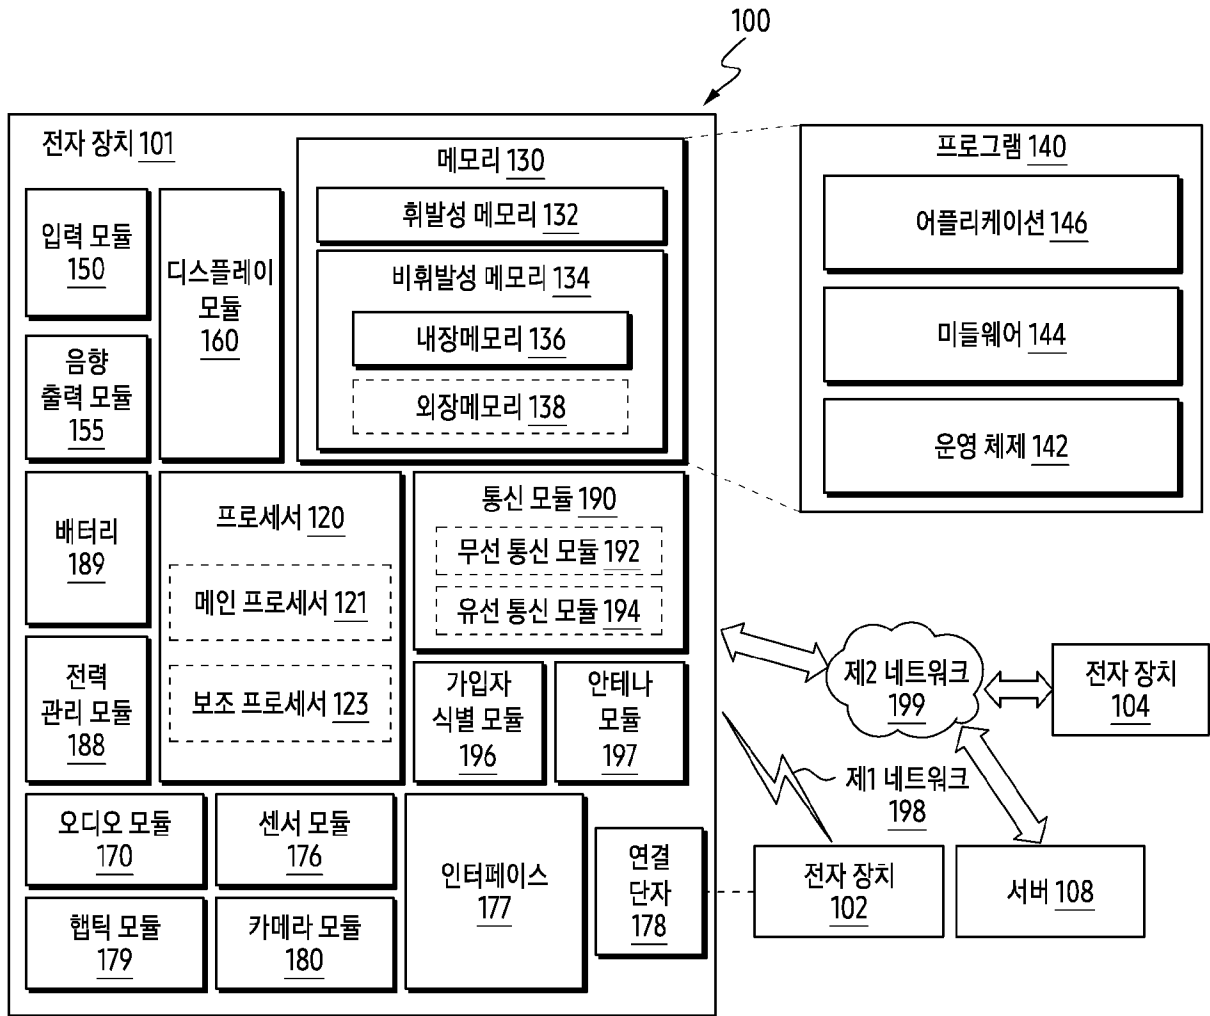 100
전자 장치 101
입력 모듈
150
디스플레이
모듈
160
음향
출력 모듈
155
메모리 130
휘발성 메모리 132
비휘발성 메모리 134
내장메모리 136
외장메모리 138
프로그램 140
어플리케이션 146
미들웨어 144
운영 체제 142
배터리
189
프로세서 120
메인 프로세서 121
보조 프로세서 123
통신 모듈 190
무선 통신 모듈 192
유선 통신 모듈 194
전력
관리 모듈
188
가입자
식별 모듈
196
안테나
모듈
197
제2 네트워크
199
전자 장치
104
제1 네트워크
198
오디오 모듈
170
센서 모듈
176
인터페이스
177
연결
단자
178
전자 장치
102
서버 108
햅틱 모듈
179
카메라 모듈
180